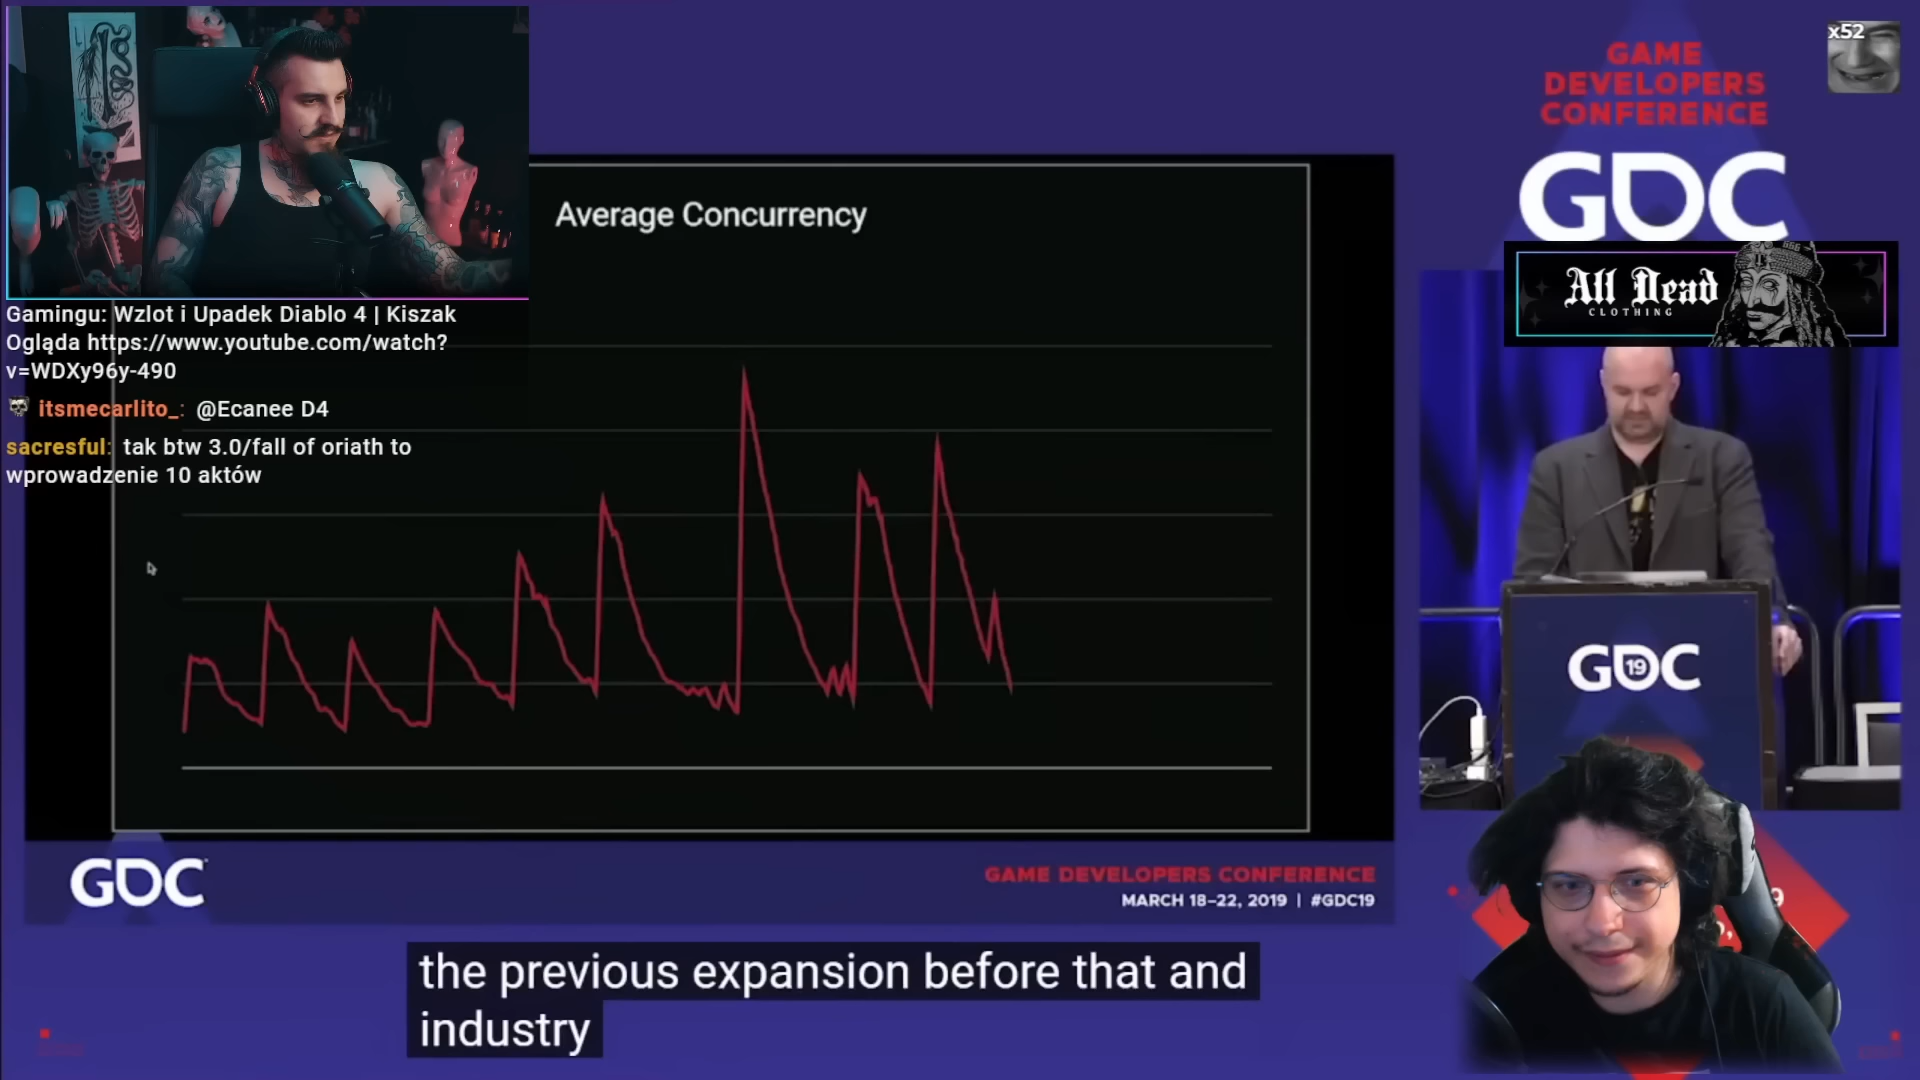 x52
GAME
DEVELOPERS
CONFERENCE
GDC
Average Concurrency
All Dead
CLOTHING
666
Gamingu: Wzlot i Upadek Diablo 4 | Kiszak
Ogląda https://www.youtube.com/watch?
v=WDXy96y-490
itsmecarlito_: @Ecanee D4
sacresful: tak btw 3.0/fall of oriath to
wprowadzenie 10 aktów
GDC
19
GDC
GAME DEVELOPERS CONFERENCE
MARCH 18–22, 2019 | #GDC19
9
the previous expansion before that and
industry